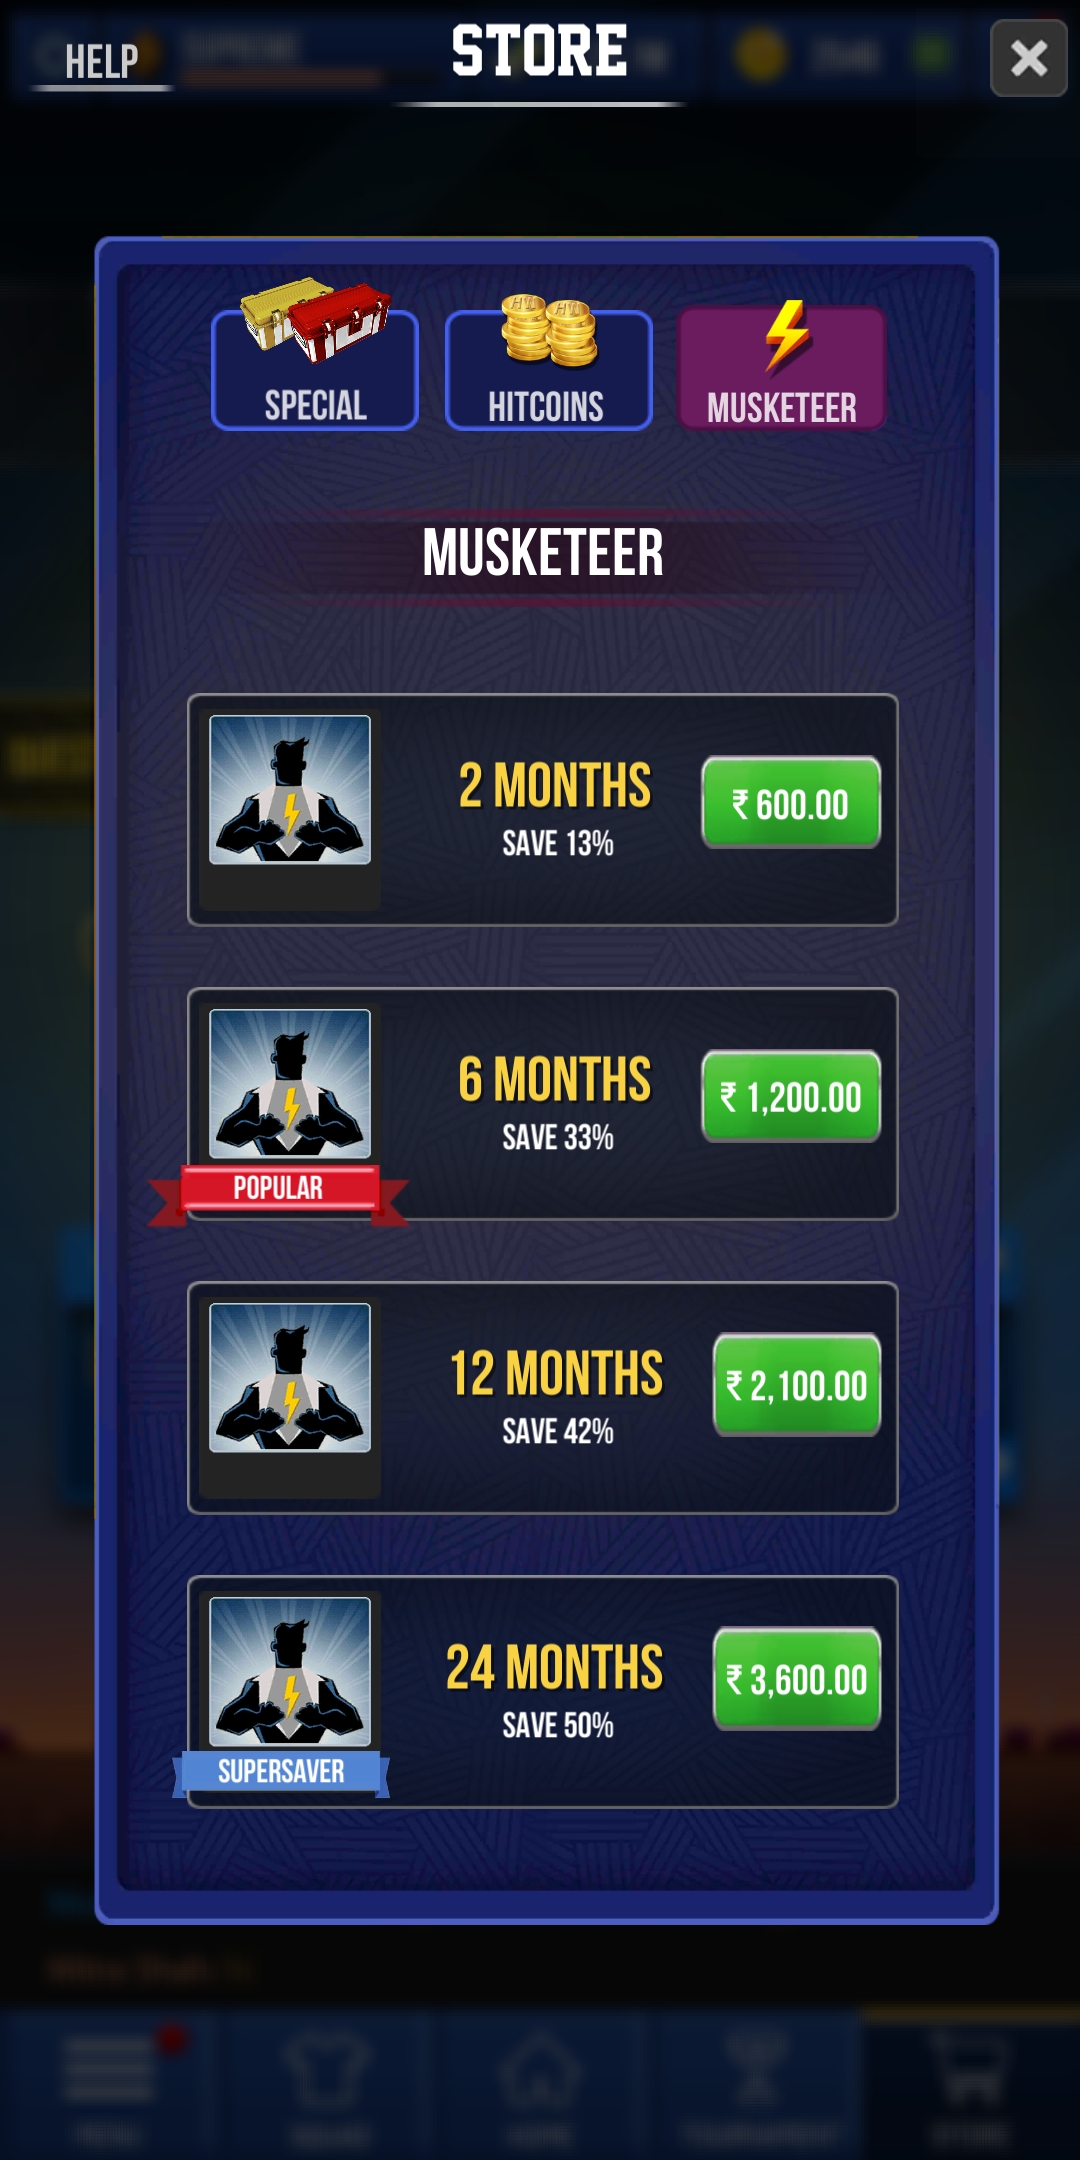 HELP
STORE
SPECIAL
HITCOINS
MUSKETEER
MUSKETEER
2 MONTHS
SAVE 13%
₹ 600.00
6 MONTHS
SAVE 33%
₹ 1,200.00
POPULAR
12 MONTHS
SAVE 42%
₹ 2,100.00
24 MONTHS
SAVE 50%
₹ 3,600.00
SUPERSAVER